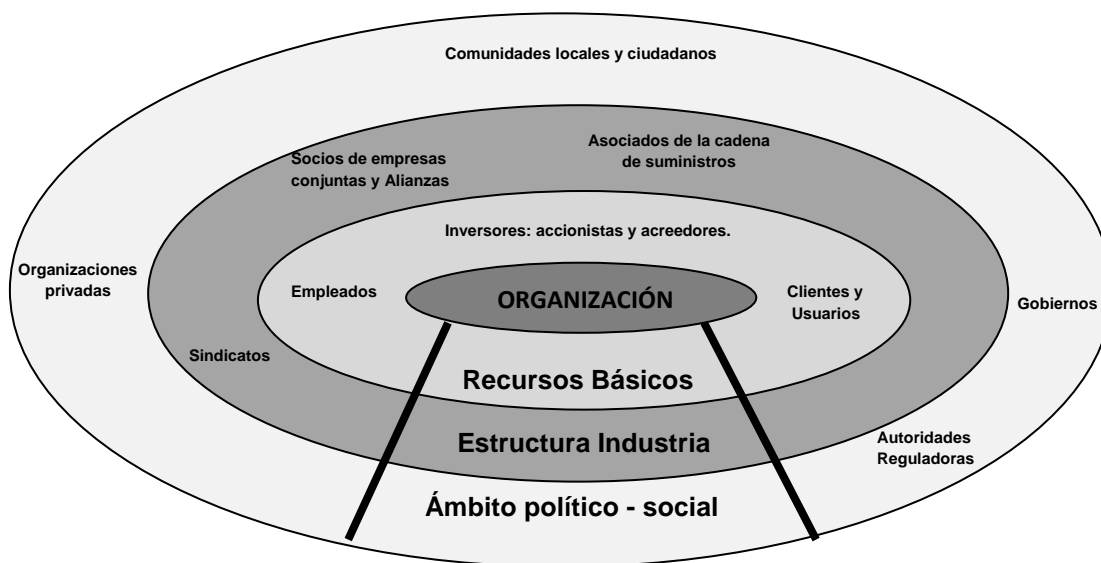 Comunidades locales y ciudadanos
Asociados de la cadena
de suministros
Socios de empresas
conjuntas y Alianzas
Inversores: accionistas y acreedores.
Organizaciones
privadas
Empleados
ORGANIZACIÓN
Clientes y
Usuarios
Gobiernos
Sindicatos
Recursos Básicos
Estructura Industria
Autoridades
Reguladoras
Ámbito político - social